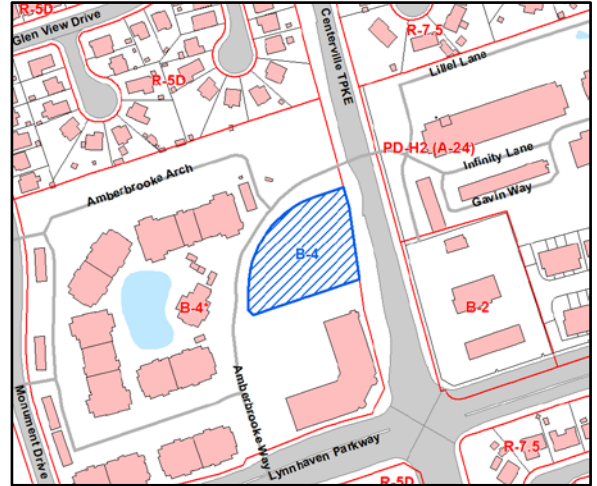 R-5D
Glen View Drive
R-5D
Centerville TPKE
R-7.5
Lillel Lane
PD-H2 (A-24)
Infinity Lane
Gavin Way
Amberbrooke Arch
B-4
B-4*
B-2
Monument Drive
Amberbrooke Way
Lynnhaven Parkway
R-7.5
R-5D